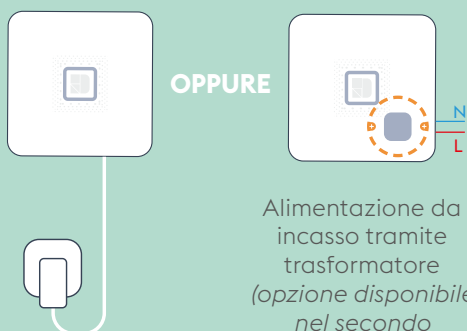 OPPURE
N
L
Alimentazione da
incasso tramite
trasformatore
(opzione disponibile
nel secondo